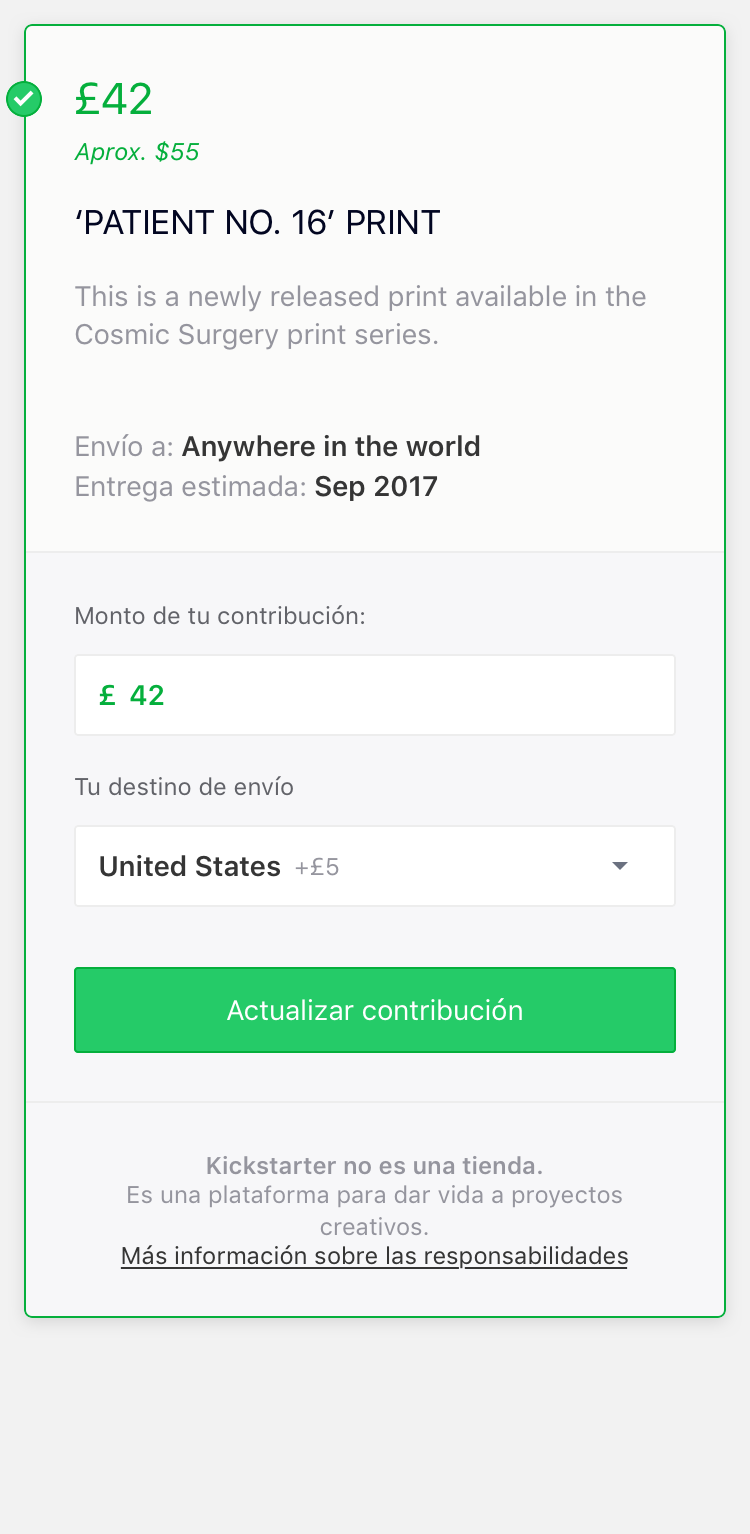 £42
Aprox. $55
‘PATIENT NO. 16’ PRINT
This is a newly released print available in the
Cosmic Surgery print series.
Envío a: Anywhere in the world
Entrega estimada: Sep 2017
Monto de tu contribución:
£ 42
Tu destino de envío
United States +£5
Actualizar contribución
Kickstarter no es una tienda.
Es una plataforma para dar vida a proyectos
creativos.
Más información sobre las responsabilidades